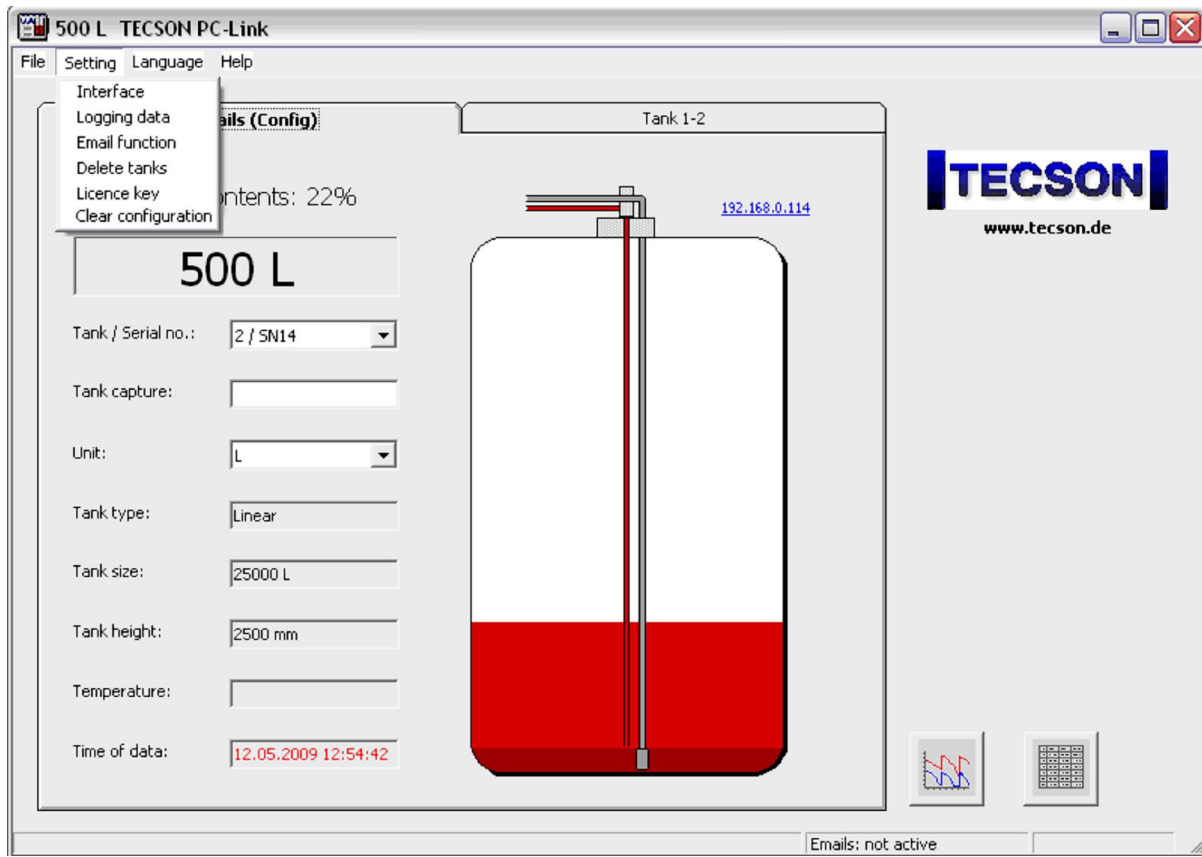 500 L TECSON PC-Link
File Setting Language Help
Interface
Logging data
Email function
Delete tanks
Licence key
Clear configuration
ails (Config)
Tank 1-2
ntents: 22%
500 L
192.168.0.114
TECSON
www.tecson.de
Tank / Serial no.: 2 / SN14
Tank capture:
Unit: L
Tank type: Linear
Tank size: 25000 L
Tank height: 2500 mm
Temperature:
Time of data: 12.05.2009 12:54:42
Emails: not active